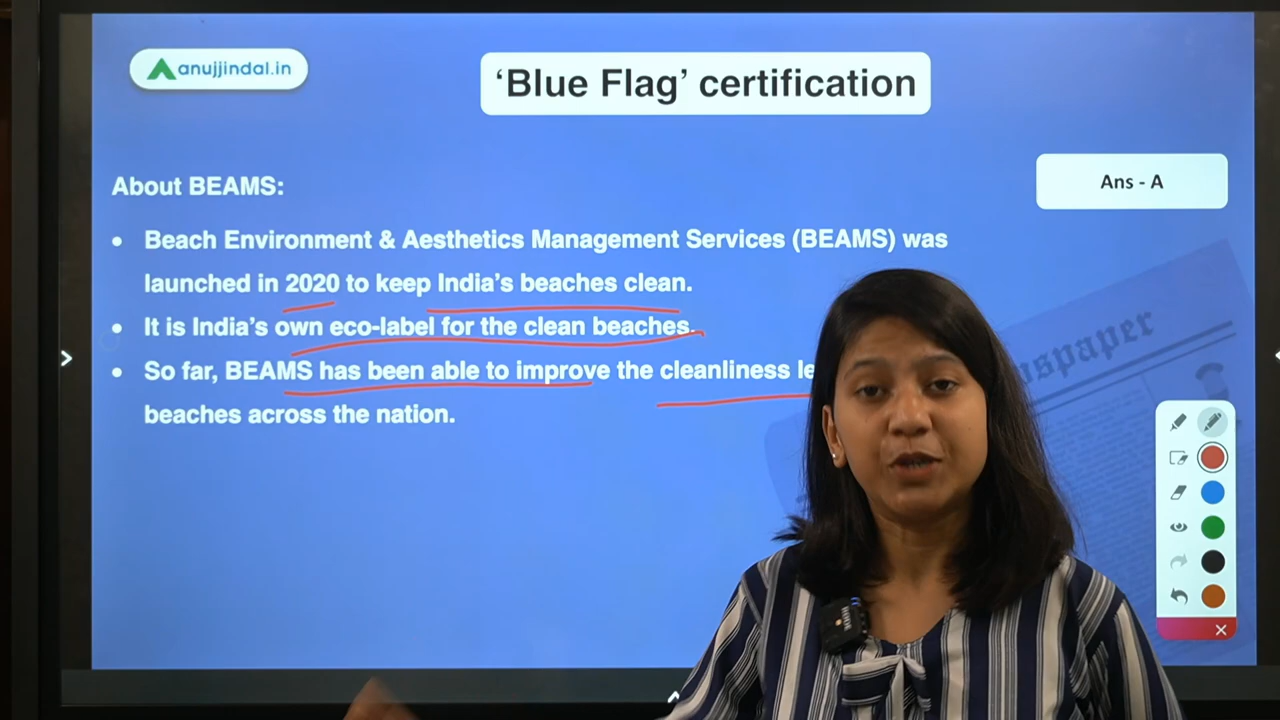 anujjindal.in
‘Blue Flag’ certification
About BEAMS:
Ans - A
• Beach Environment & Aesthetics Management Services (BEAMS) was
launched in 2020 to keep India’s beaches clean.
• It is India’s own eco-label for the clean beaches.
• So far, BEAMS has been able to improve the cleanliness
beaches across the nation.